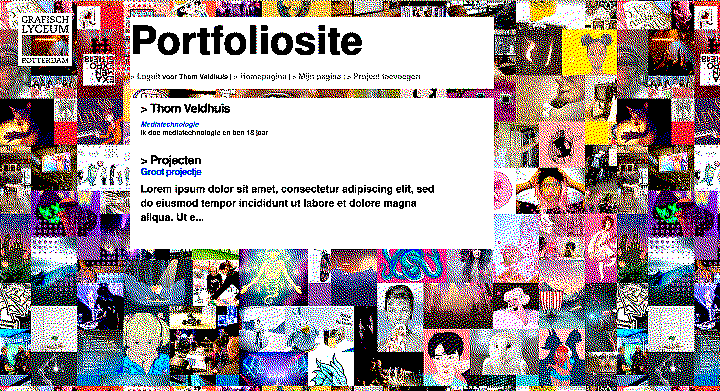 GRAFISCH
LYCEUM
ROTTERDAM
Portfoliosite
> Loguit voor Thom Veldhuis | > Homepagina | > Mijn pagina | > Project toevoegen
> Thom Veldhuis
Mediatechnologie
Ik doe mediatechnologie en ben 18 jaar
> Projecten
Groot projectje
Lorem ipsum dolor sit amet, consectetur adipiscing elit, sed
do eiusmod tempor incididunt ut labore et dolore magna
aliqua. Ut e...